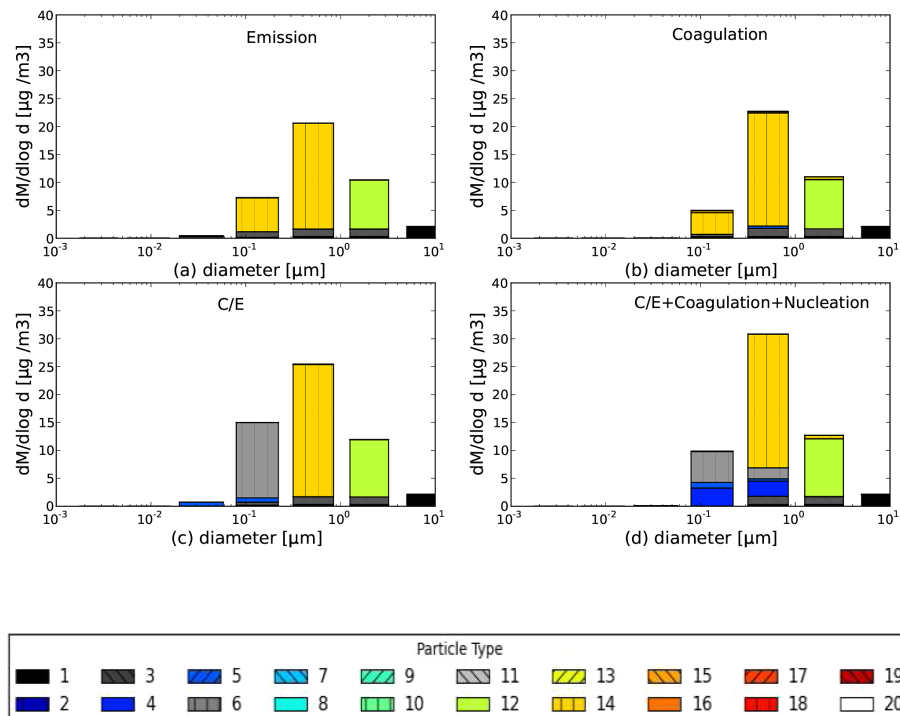 40 40
35 Emission 35 Coagulation
30 30
25 25
20 20
15 15
10 10
5 5
0 0
dM/dlog d [µg /m3] dM/dlog d [µg /m3]
10-3 10-2 10-1 100 101 10-3 10-2 10-1 100 101
(a) diameter [µm] (b) diameter [µm]
40 40
35 C/E 35 C/E+Coagulation+Nucleation
30 30
25 25
20 20
15 15
10 10
5 5
0 0
dM/dlog d [µg /m3] dM/dlog d [µg /m3]
10-3 10-2 10-1 100 101 10-3 10-2 10-1 100 101
(c) diameter [µm] (d) diameter [µm]
Particle Type
1 3 5 7 9 11 13 15 17 19
2 4 6 8 10 12 14 16 18 20